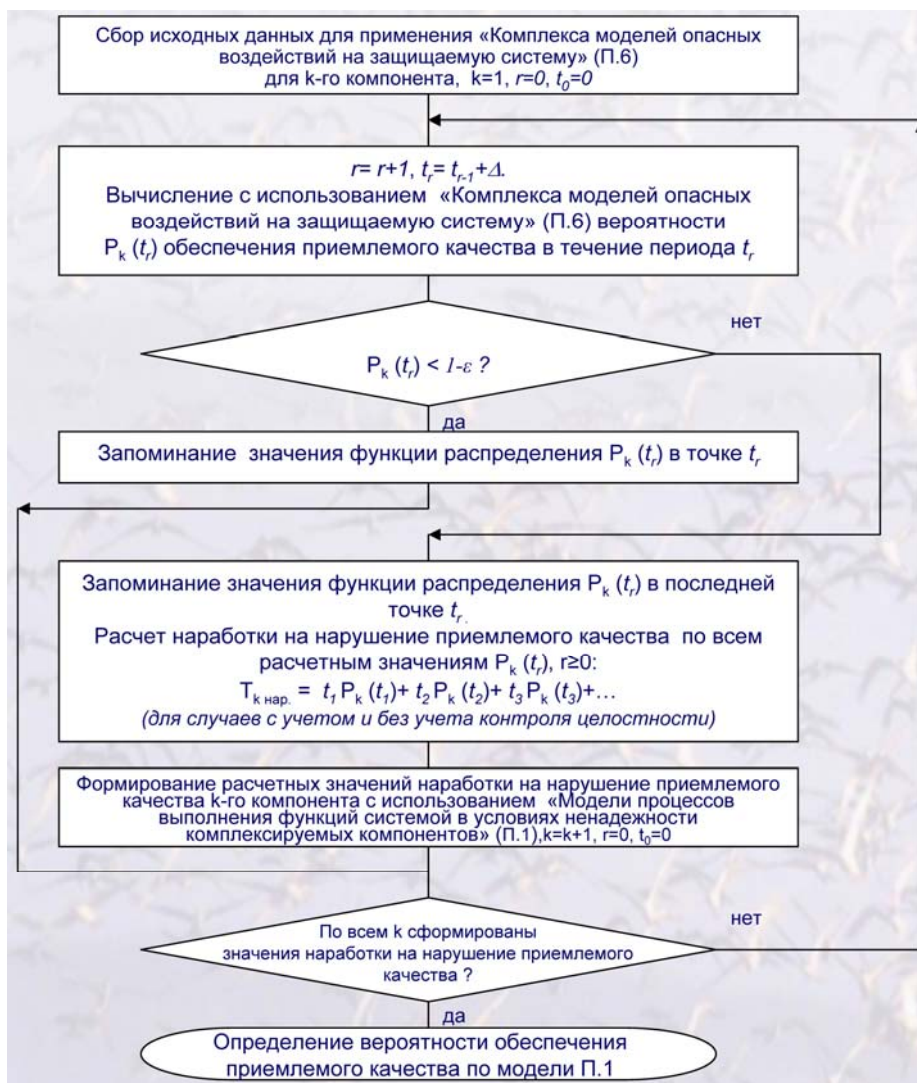 Сбор исходных данных для применения «Комплекса моделей опасных
воздействий на защищаемую систему» (П.6)
для k-го компонента, k=1, r=0, t₀=0
r= r+1, tᵣ= tᵣ₋₁+Δ.
Вычисление с использованием «Комплекса моделей опасных
воздействий на защищаемую систему» (П.6) вероятности
Pₖ (tᵣ) обеспечения приемлемого качества в течение периода tᵣ
нет
Pₖ (tᵣ) < 1-ε ?
да
Запоминание значения функции распределения Pₖ (tᵣ) в точке tᵣ
Запоминание значения функции распределения Pₖ (tᵣ) в последней
точке tᵣ.
Расчет наработки на нарушение приемлемого качества по всем
расчетным значениям Pₖ (tᵣ), r≥0:
Tₖ нар. = t₁ Pₖ (t₁)+ t₂ Pₖ (t₂)+ t₃ Pₖ (t₃)+…
(для случаев с учетом и без учета контроля целостности)
Формирование расчетных значений наработки на нарушение приемлемого
качества k-го компонента с использованием «Модели процессов
выполнения функций системой в условиях ненадежности
комплексируемых компонентов» (П.1),k=k+1, r=0, t₀=0
нет
По всем k сформированы
значения наработки на нарушение приемлемого
качества ?
да
Определение вероятности обеспечения
приемлемого качества по модели П.1